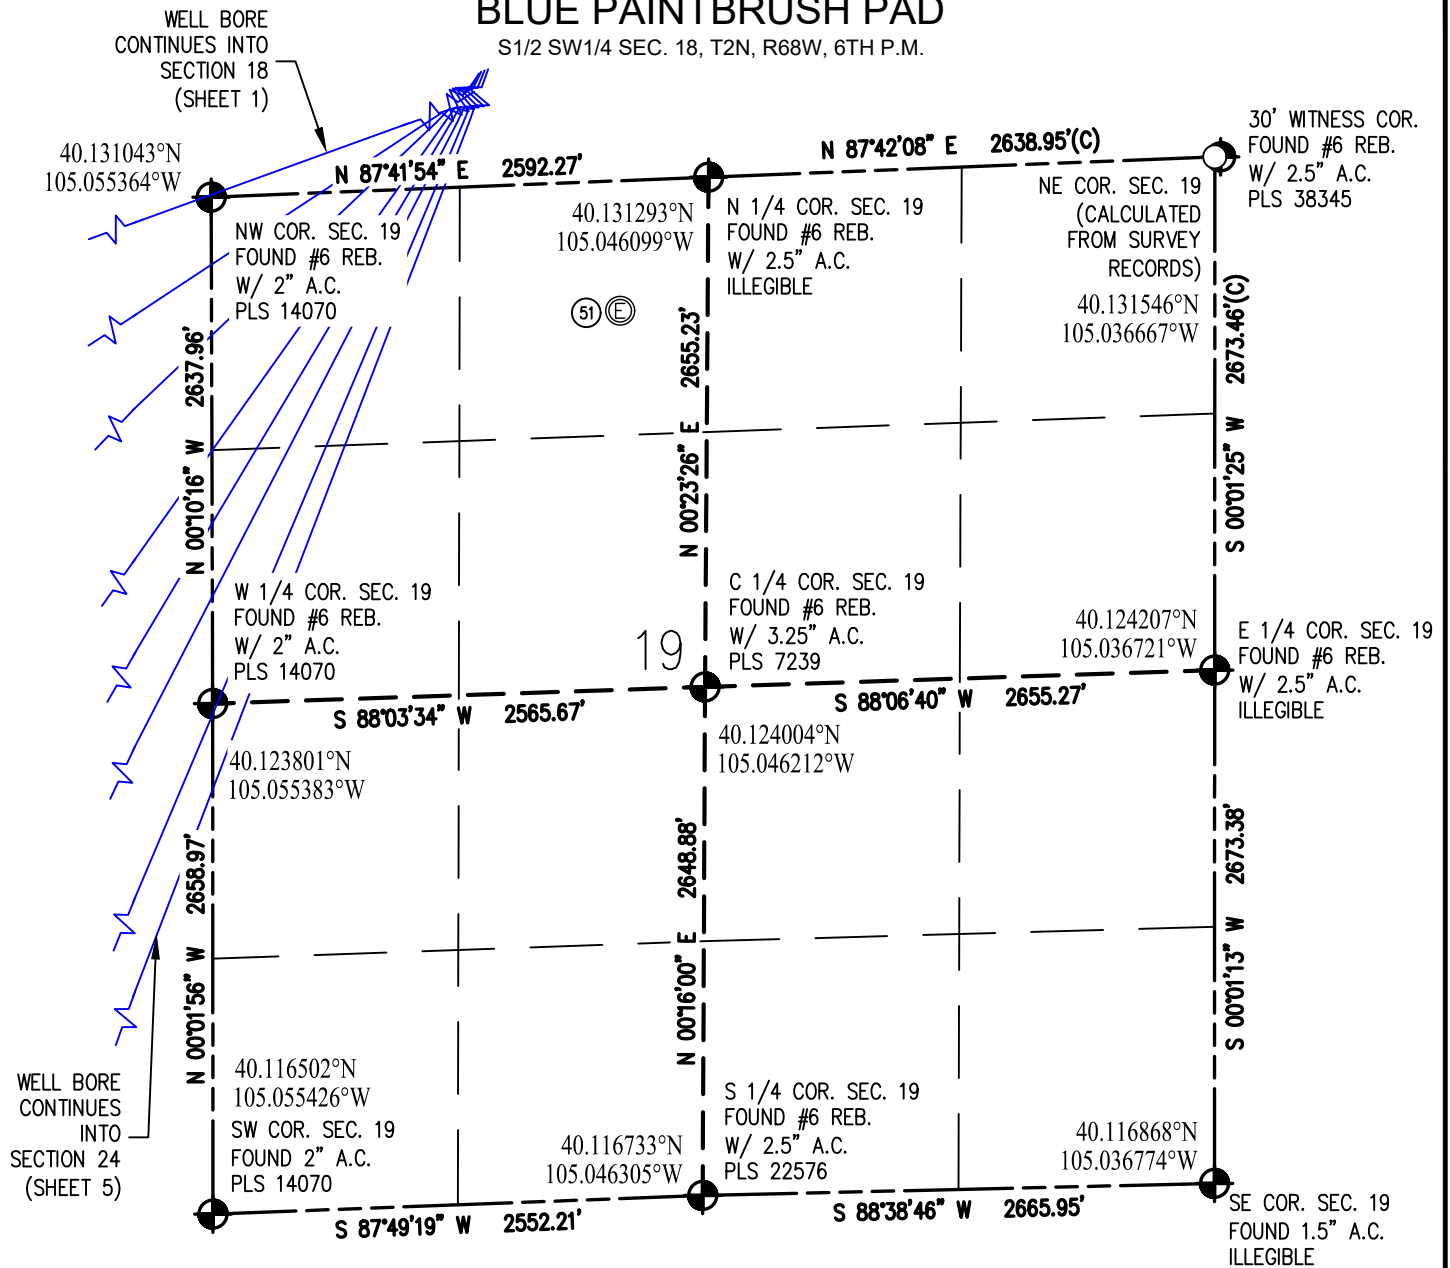 BLUE PAINTBRUSH PAD
S1/2 SW1/4 SEC. 18, T2N, R68W, 6TH P.M.
WELL BORE
CONTINUES INTO
SECTION 18
(SHEET 1)
40.131043°N
105.055364°W
N 87°41'54" E 2592.27'
N 87°42'08" E 2638.95'(C)
30' WITNESS COR.
FOUND #6 REB.
W/ 2.5" A.C.
PLS 38345
NW COR. SEC. 19
FOUND #6 REB.
W/ 2" A.C.
PLS 14070
40.131293°N
105.046099°W
N 1/4 COR. SEC. 19
FOUND #6 REB.
W/ 2.5" A.C.
ILLEGIBLE
NE COR. SEC. 19
(CALCULATED
FROM SURVEY
RECORDS)
40.131546°N
105.036667°W
51 E
N 00°10'16" W 2637.96'
N 00°23'26" E 2655.23'
S 00°01'25" W 2673.46'(C)
W 1/4 COR. SEC. 19
FOUND #6 REB.
W/ 2" A.C.
PLS 14070
19
C 1/4 COR. SEC. 19
FOUND #6 REB.
W/ 3.25" A.C.
PLS 7239
40.124207°N
105.036721°W
E 1/4 COR. SEC. 19
FOUND #6 REB.
W/ 2.5" A.C.
ILLEGIBLE
S 88°03'34" W 2565.67'
S 88°06'40" W 2655.27'
40.123801°N
105.055383°W
40.124004°N
105.046212°W
N 00°01'56" W 2658.97'
N 00°16'00" E 2648.88'
S 00°01'13" W 2673.38'
WELL BORE
CONTINUES
INTO
SECTION 24
(SHEET 5)
40.116502°N
105.055426°W
SW COR. SEC. 19
FOUND 2" A.C.
PLS 14070
40.116733°N
105.046305°W
S 1/4 COR. SEC. 19
FOUND #6 REB.
W/ 2.5" A.C.
PLS 22576
40.116868°N
105.036774°W
S 87°49'19" W 2552.21'
S 88°38'46" W 2665.95'
SE COR. SEC. 19
FOUND 1.5" A.C.
ILLEGIBLE